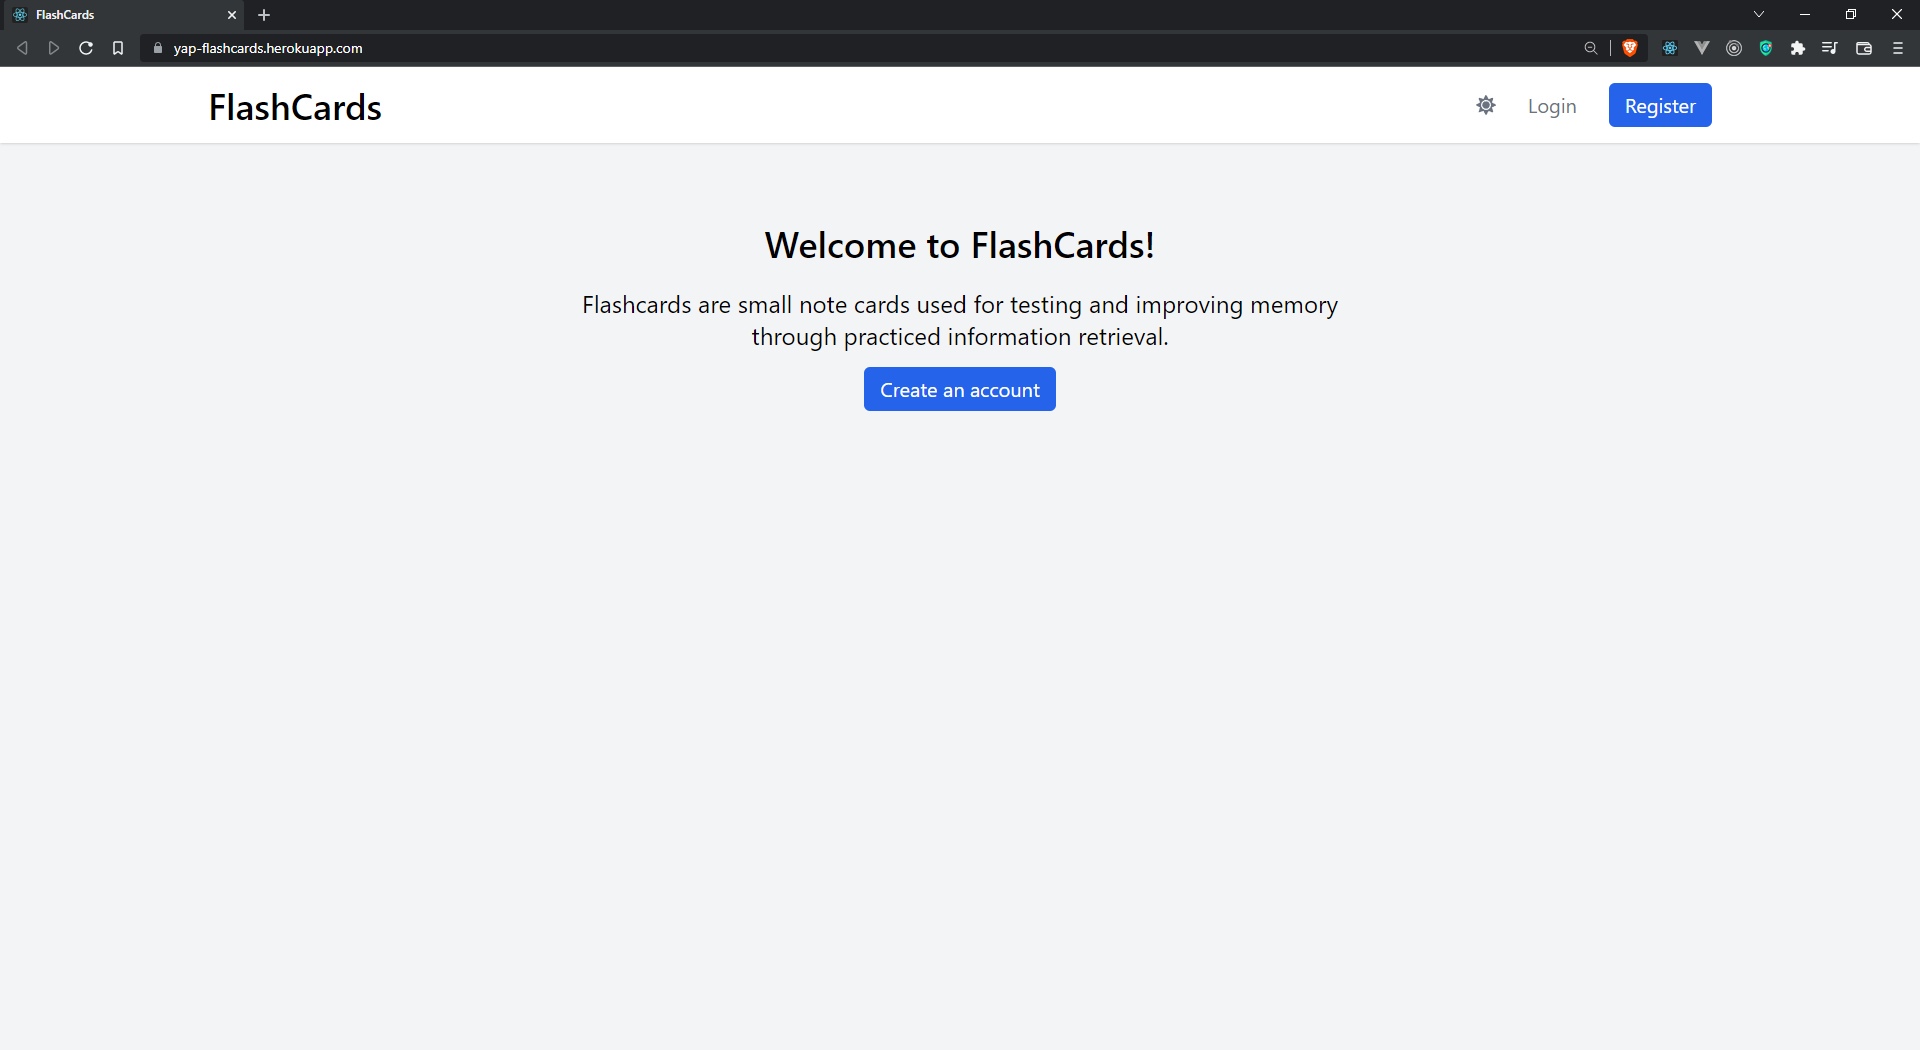 FlashCards
yap-flashcards.herokuapp.com
FlashCards
Login
Register
Welcome to FlashCards!
Flashcards are small note cards used for testing and improving memory
through practiced information retrieval.
Create an account